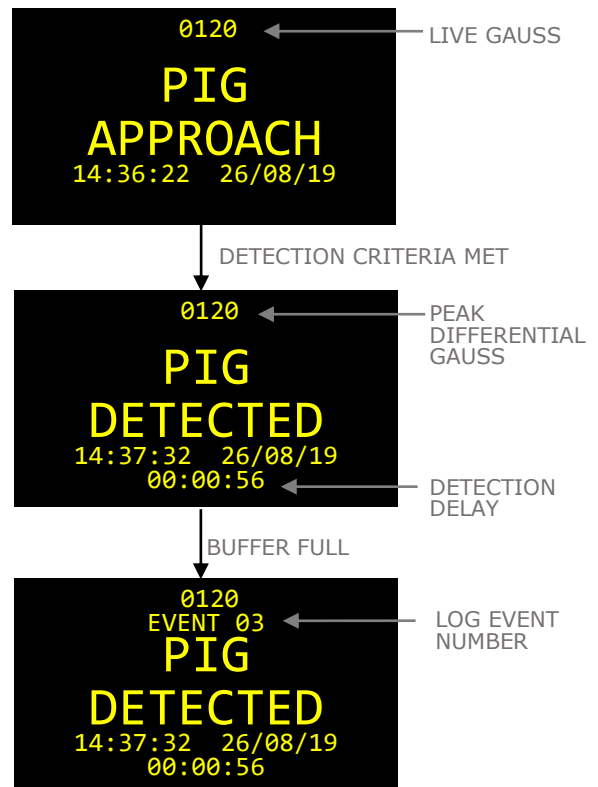 0120
LIVE GAUSS
PIG
APPROACH
14:36:22 26/08/19
DETECTION CRITERIA MET
0120
PEAK
DIFFERENTIAL
GAUSS
PIG
DETECTED
14:37:32 26/08/19
00:00:56
DETECTION
DELAY
BUFFER FULL
0120
EVENT 03
LOG EVENT
NUMBER
PIG
DETECTED
14:37:32 26/08/19
00:00:56